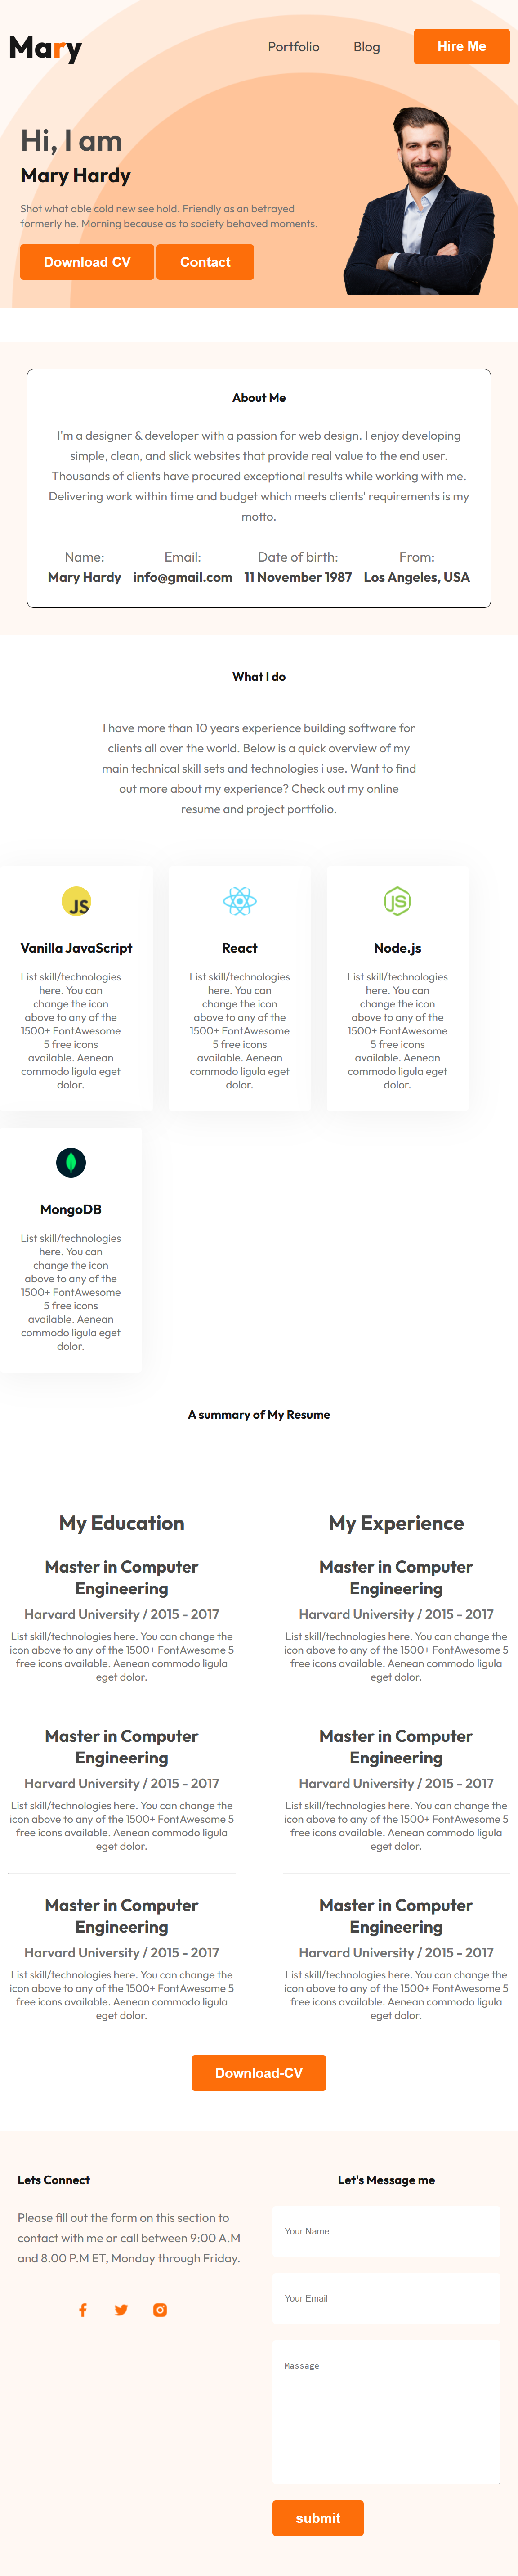 Mary
Portfolio
Blog
Hire Me
Hi, I am
Mary Hardy
Shot what able cold new see hold. Friendly as an betrayed
formerly he. Morning because as to society behaved moments.
Download CV
Contact
About Me
I'm a designer & developer with a passion for web design. I enjoy developing
simple, clean, and slick websites that provide real value to the end user.
Thousands of clients have procured exceptional results while working with me.
Delivering work within time and budget which meets clients' requirements is my
motto.
Name:
Mary Hardy
Email:
info@gmail.com
Date of birth:
11 November 1987
From:
Los Angeles, USA
What I do
I have more than 10 years experience building software for
clients all over the world. Below is a quick overview of my
main technical skill sets and technologies i use. Want to find
out more about my experience? Check out my online
resume and project portfolio.
JS
Vanilla JavaScript
List skill/technologies
here. You can
change the icon
above to any of the
1500+ FontAwesome
5 free icons
available. Aenean
commodo ligula eget
dolor.
React
List skill/technologies
here. You can
change the icon
above to any of the
1500+ FontAwesome
5 free icons
available. Aenean
commodo ligula eget
dolor.
JS
Node.js
List skill/technologies
here. You can
change the icon
above to any of the
1500+ FontAwesome
5 free icons
available. Aenean
commodo ligula eget
dolor.
MongoDB
List skill/technologies
here. You can
change the icon
above to any of the
1500+ FontAwesome
5 free icons
available. Aenean
commodo ligula eget
dolor.
A summary of My Resume
My Education
Master in Computer
Engineering
Harvard University / 2015 - 2017
List skill/technologies here. You can change the
icon above to any of the 1500+ FontAwesome 5
free icons available. Aenean commodo ligula
eget dolor.
Master in Computer
Engineering
Harvard University / 2015 - 2017
List skill/technologies here. You can change the
icon above to any of the 1500+ FontAwesome 5
free icons available. Aenean commodo ligula
eget dolor.
Master in Computer
Engineering
Harvard University / 2015 - 2017
List skill/technologies here. You can change the
icon above to any of the 1500+ FontAwesome 5
free icons available. Aenean commodo ligula
eget dolor.
My Experience
Master in Computer
Engineering
Harvard University / 2015 - 2017
List skill/technologies here. You can change the
icon above to any of the 1500+ FontAwesome 5
free icons available. Aenean commodo ligula
eget dolor.
Master in Computer
Engineering
Harvard University / 2015 - 2017
List skill/technologies here. You can change the
icon above to any of the 1500+ FontAwesome 5
free icons available. Aenean commodo ligula
eget dolor.
Master in Computer
Engineering
Harvard University / 2015 - 2017
List skill/technologies here. You can change the
icon above to any of the 1500+ FontAwesome 5
free icons available. Aenean commodo ligula
eget dolor.
Download-CV
Lets Connect
Please fill out the form on this section to
contact with me or call between 9:00 A.M
and 8.00 P.M ET, Monday through Friday.
Let's Message me
Your Name
Your Email
Massage
submit